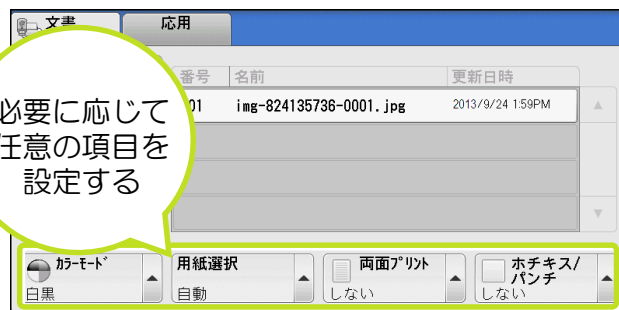 文書
応用
番号 名前 更新日時
01 img-824135736-0001.jpg 2013/9/24 1:59PM
必要に応じて
任意の項目を
設定する
カラーモード
白黒
用紙選択
自動
両面プリント
しない
ホチキス/
パンチ
しない